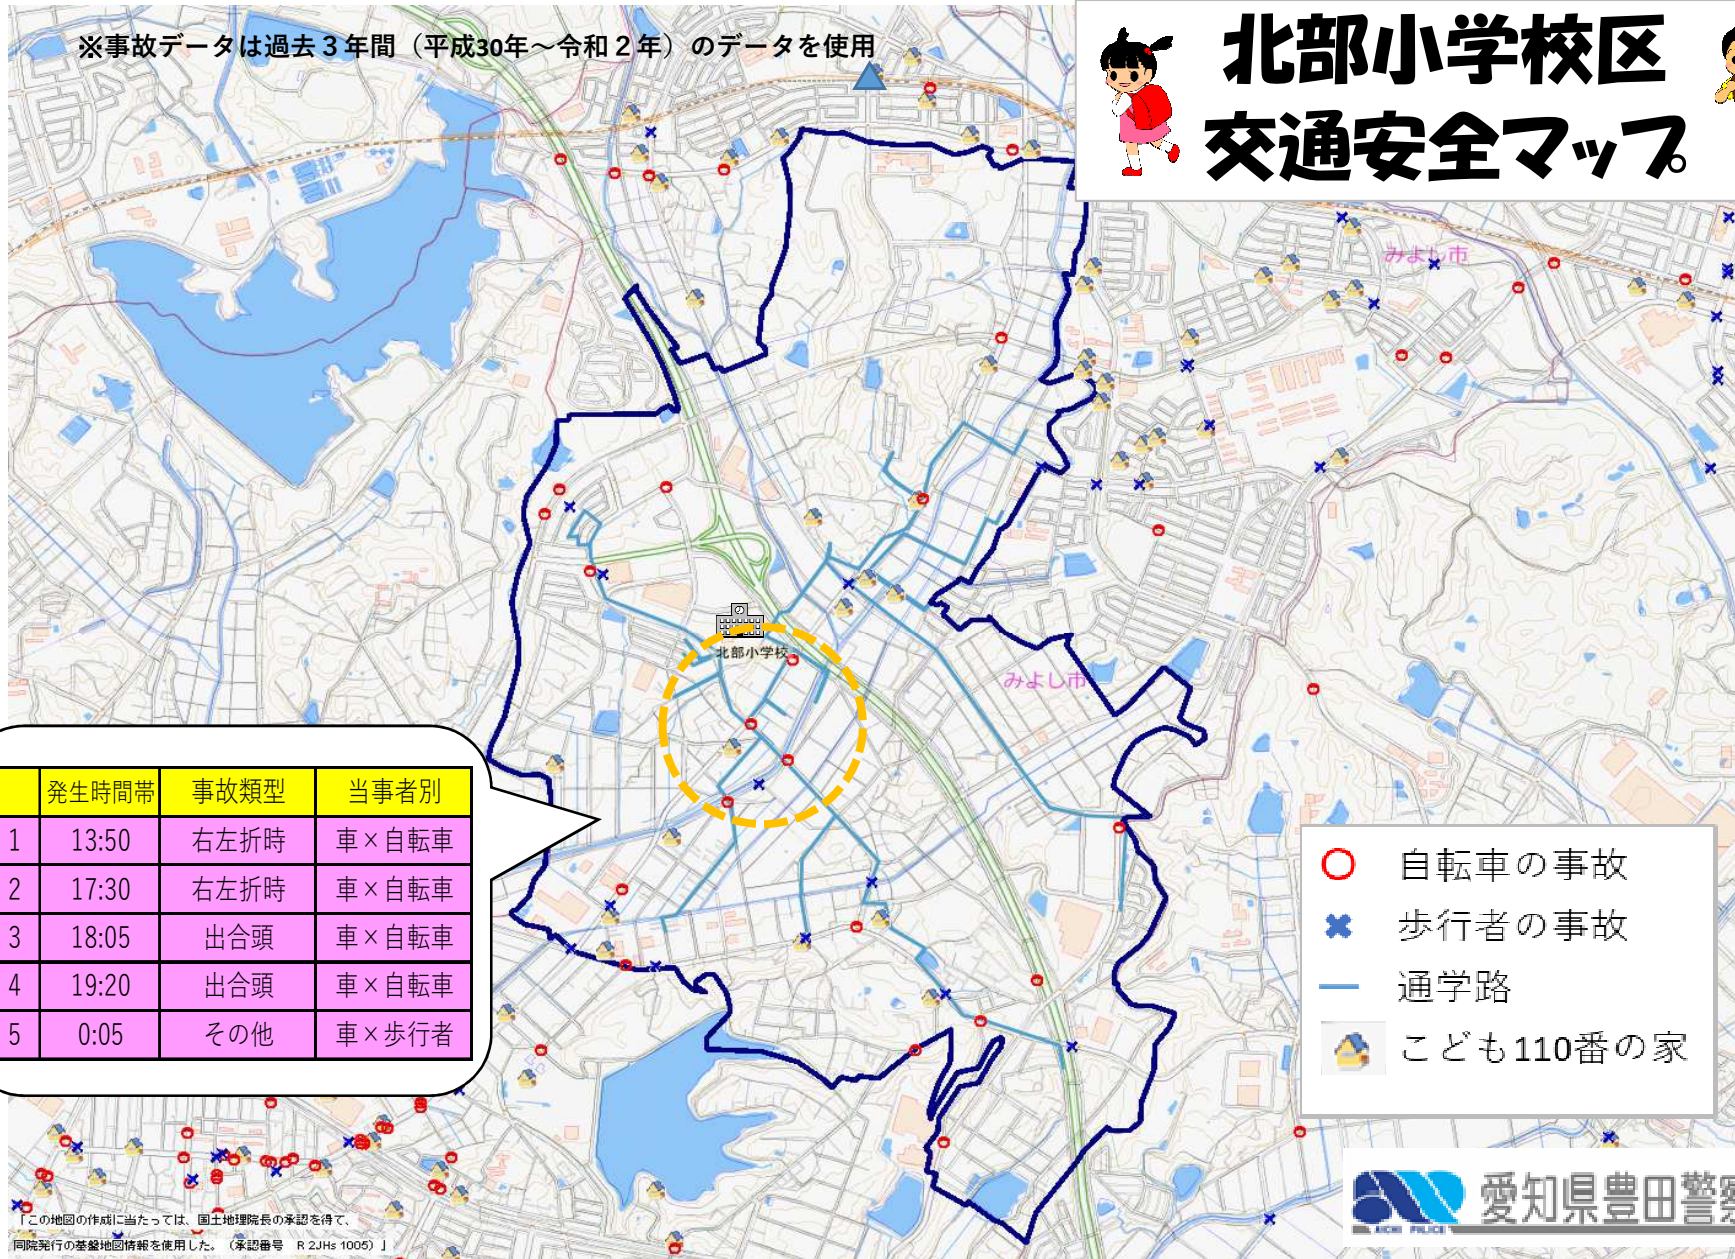 ※事故データは過去３年間（平成30年～令和２年）のデータを使用
北部小学校区
交通安全マップ
みよし市
北部小学校
みよし市
発生時間帯 事故類型 当事者別
1 13:50 右左折時 車×自転車
2 17:30 右左折時 車×自転車
3 18:05 出合頭 車×自転車
4 19:20 出合頭 車×自転車
5 0:05 その他 車×歩行者
自転車の事故
歩行者の事故
通学路
こども110番の家
愛知県豊田警察
AICHI POLICE
「この地図の作成に当たっては、国土地理院長の承認を得て、
同院発行の基盤地図情報を使用した。（承認番号 R 2JHs 1005）」